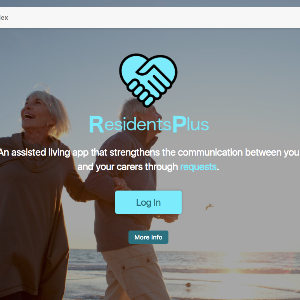 ResidentsPlus
An assisted living app that strengthens the communication between you
and your carers through requests.
Log In
More Info